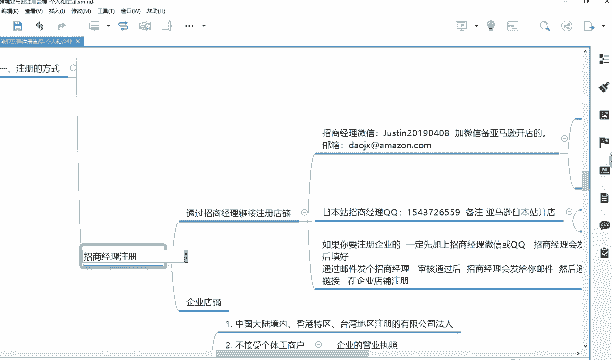 一、注册的方式
招商经理微信：Justin20190408 加微信备亚马逊开店的。
邮箱：daojx@amazon.com
通过招商经理链接注册店铺
日本站招商经理QQ：1543726559 备注 亚马逊日本站开店
如果你要注册企业的 一定先加上招商经理微信或QQ 招商经理会发
后填好
通过邮件发个招商经理 审核通过后 招商经理会发给你邮件 然后通
链接 在企业店铺注册
招商经理注册
企业店铺
1. 中国大陆境内、香港特区、台湾地区注册的有限公司法人
2. 不接受个体工商户
企业的营业执照